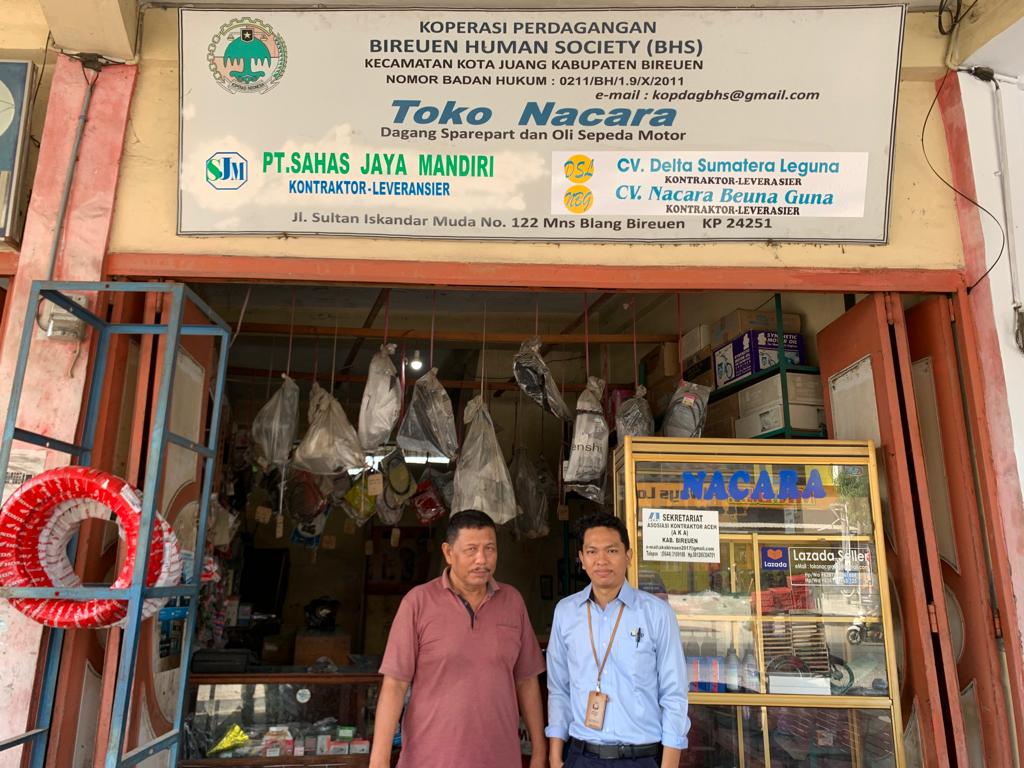 KOPERASI PERDAGANGAN
BIREUEN HUMAN SOCIETY (BHS)
KECAMATAN KOTA JUANG KABUPATEN BIREUEN
NOMOR BADAN HUKUM : 0211/BH/1.9/X/2011
e-mail : kopdagbhs@gmail.com
KOPERASI INDONESIA
Toko Nacara
Dagang Sparepart dan Oli Sepeda Motor
SJM
PT.SAHAS JAYA MANDIRI
KONTRAKTOR-LEVERANSIER
DSL
CV. Delta Sumatera Leguna
KONTRAKTOR-LEVERASIER
NBG
CV. Nacara Beuna Guna
KONTRAKTOR-LEVERASIER
Jl. Sultan Iskandar Muda No. 122 Mns Blang Bireuen KP 24251
NACARA
SEKRETARIAT
ASOSIASI KONTRAKTOR ACEH
(A K A)
KAB. BIREUEN
Lazada
Lazada Seller